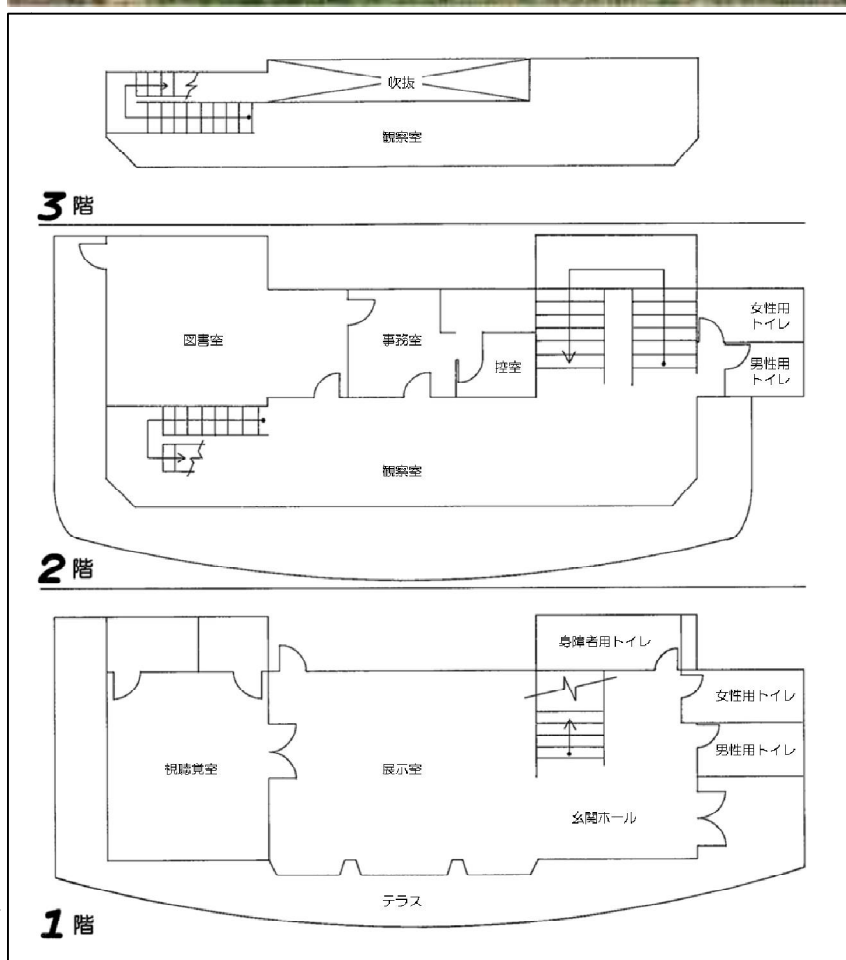 吹抜
観察室
3階
図書室
事務室
控室
女性用
トイレ
男性用
トイレ
観察室
2階
身障者用トイレ
女性用トイレ
男性用トイレ
視聴覚室
展示室
玄関ホール
テラス
1階